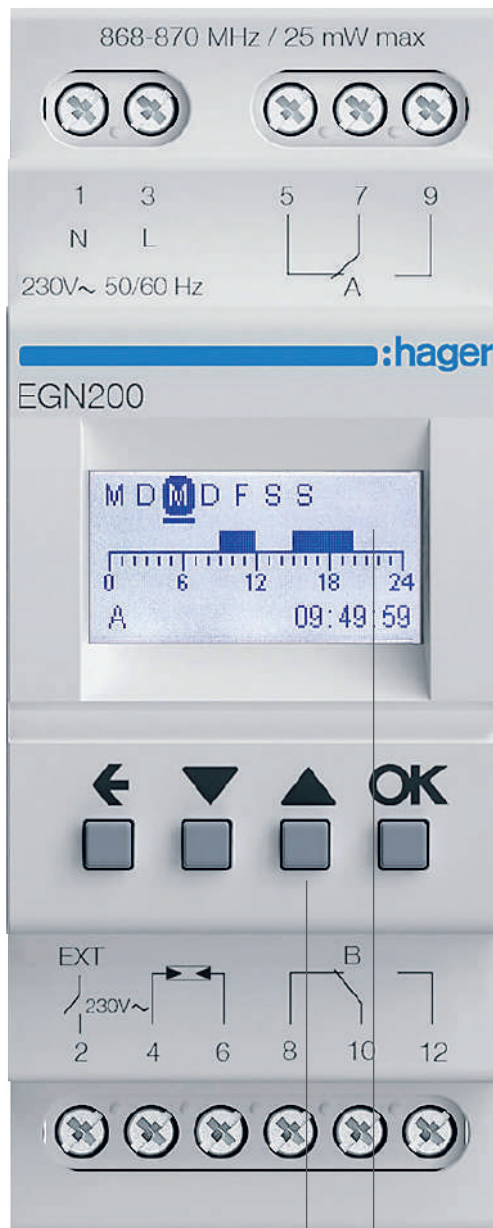 868-870 MHz / 25 mW max
1 3 5 7 9
N L
230V~ 50/60 Hz A
:hager
EGN200
M D M D F S S
0 6 12 18 24
A 09:49:59
OK
EXT B
230V~
2 4 6 8 10 12